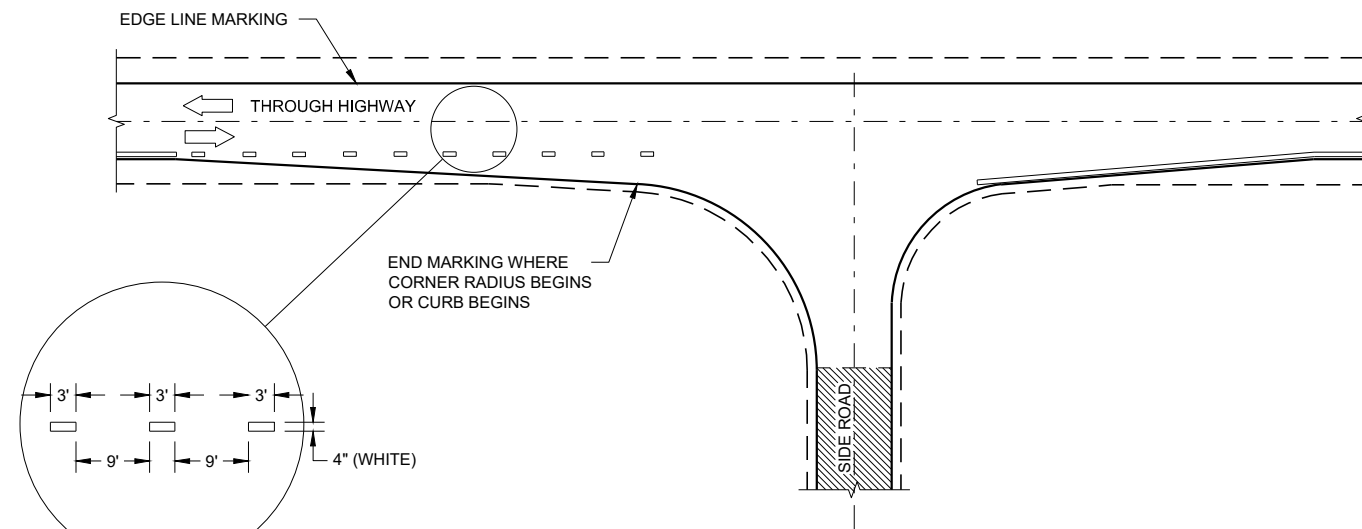 EDGE LINE MARKING
THROUGH HIGHWAY
END MARKING WHERE
CORNER RADIUS BEGINS
OR CURB BEGINS
3' 3' 3'
9' 9'
4" (WHITE)
SIDE ROAD